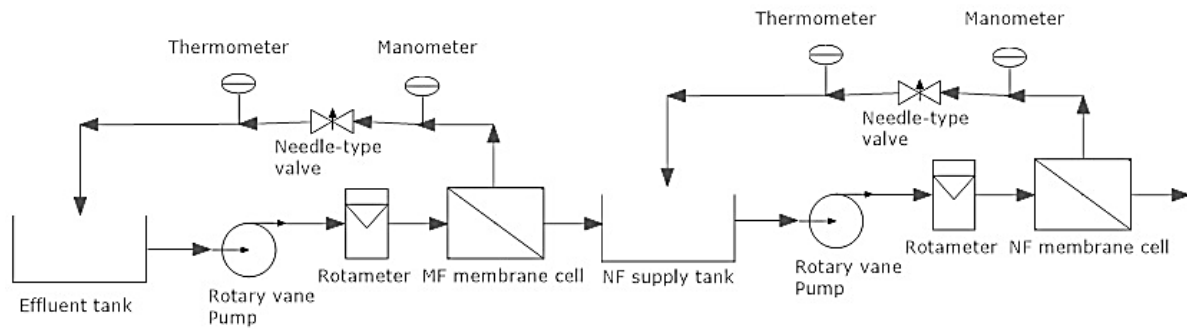 Thermometer
Manometer
Needle-type
valve
Effluent tank
Rotary vane
Pump
Rotameter
MF membrane cell
NF supply tank
Thermometer
Manometer
Needle-type
valve
Rotary vane
Pump
Rotameter
NF membrane cell